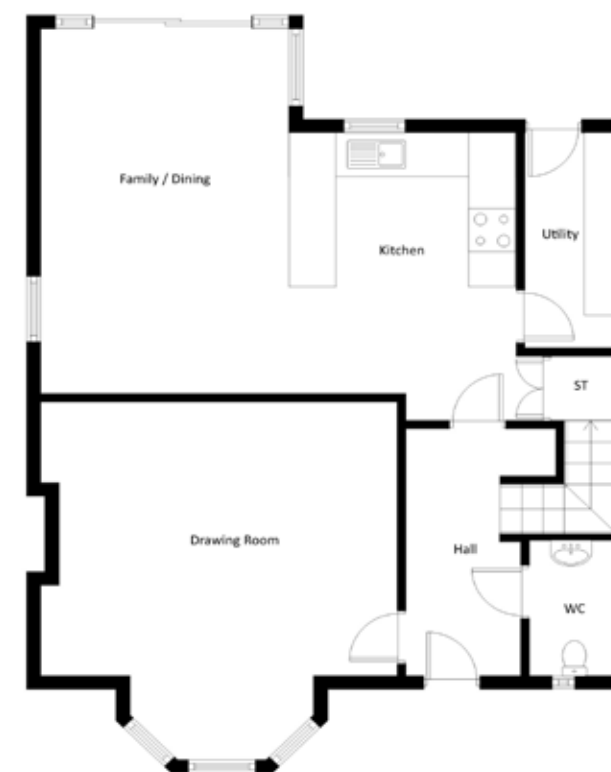 Family / Dining
Kitchen
Utility
ST
Drawing Room
Hall
WC